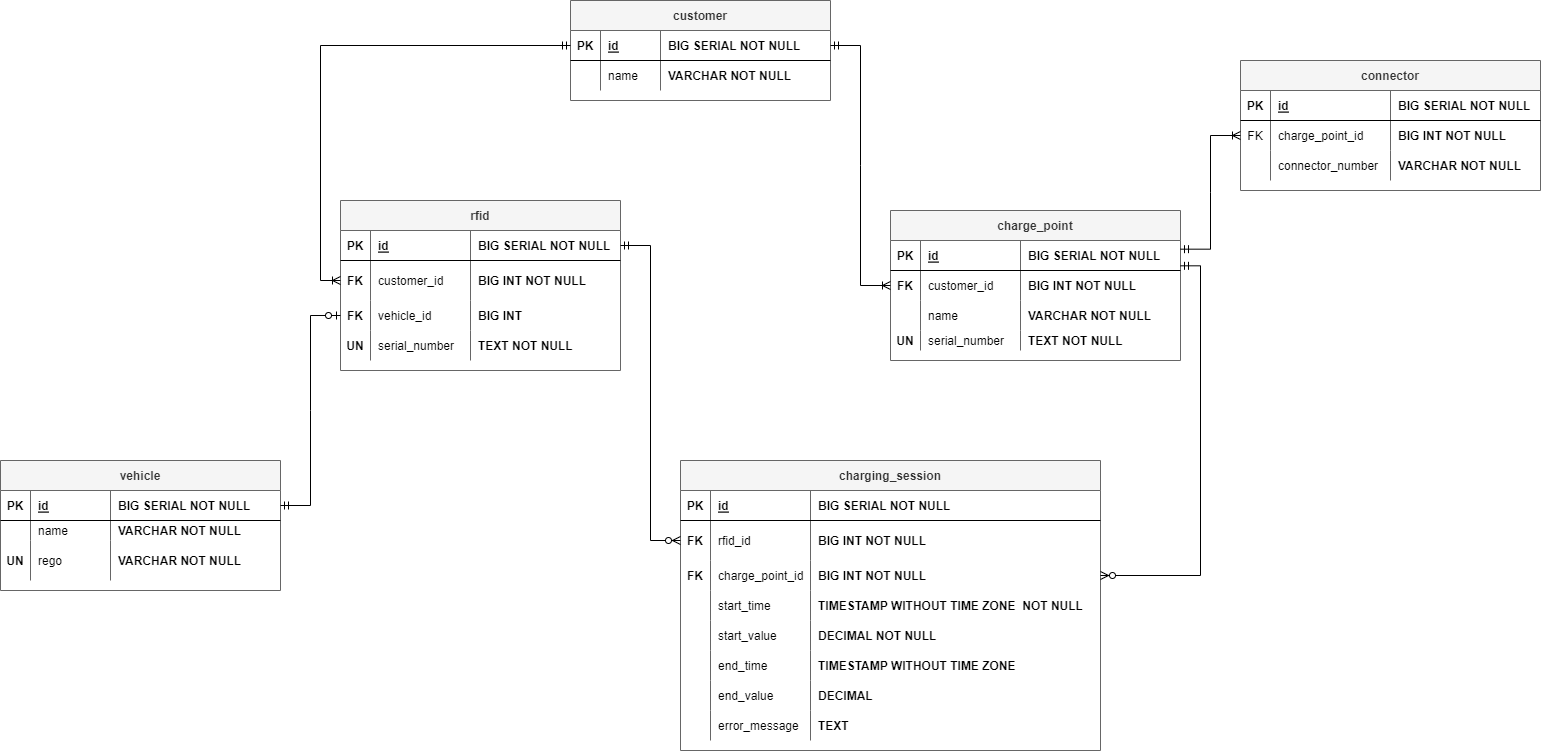 customer
PK id BIG SERIAL NOT NULL
name VARCHAR NOT NULL
connector
PK id BIG SERIAL NOT NULL
FK charge_point_id BIG INT NOT NULL
connector_number VARCHAR NOT NULL
rfid
PK id BIG SERIAL NOT NULL
FK customer_id BIG INT NOT NULL
FK vehicle_id BIG INT
UN serial_number TEXT NOT NULL
charge_point
PK id BIG SERIAL NOT NULL
FK customer_id BIG INT NOT NULL
name VARCHAR NOT NULL
UN serial_number TEXT NOT NULL
vehicle
PK id BIG SERIAL NOT NULL
name VARCHAR NOT NULL
UN rego VARCHAR NOT NULL
charging_session
PK id BIG SERIAL NOT NULL
FK rfid_id BIG INT NOT NULL
FK charge_point_id BIG INT NOT NULL
start_time TIMESTAMP WITHOUT TIME ZONE NOT NULL
start_value DECIMAL NOT NULL
end_time TIMESTAMP WITHOUT TIME ZONE
end_value DECIMAL
error_message TEXT